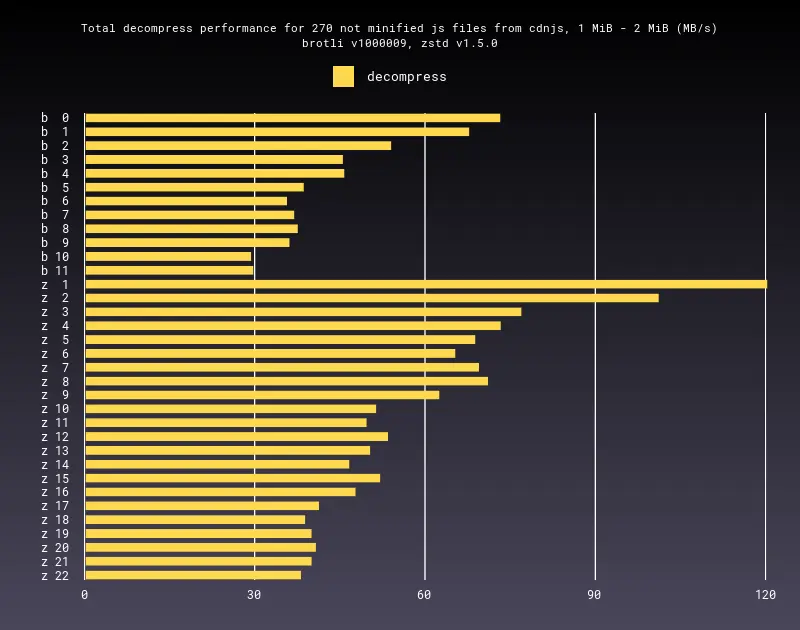 Total decompress performance for 270 not minified js files from cdnjs, 1 MiB - 2 MiB (MB/s)
brotli v1000009, zstd v1.5.0
decompress
b 0
b 1
b 2
b 3
b 4
b 5
b 6
b 7
b 8
b 9
b 10
b 11
z 1
z 2
z 3
z 4
z 5
z 6
z 7
z 8
z 9
z 10
z 11
z 12
z 13
z 14
z 15
z 16
z 17
z 18
z 19
z 20
z 21
z 22
0 30 60 90 120